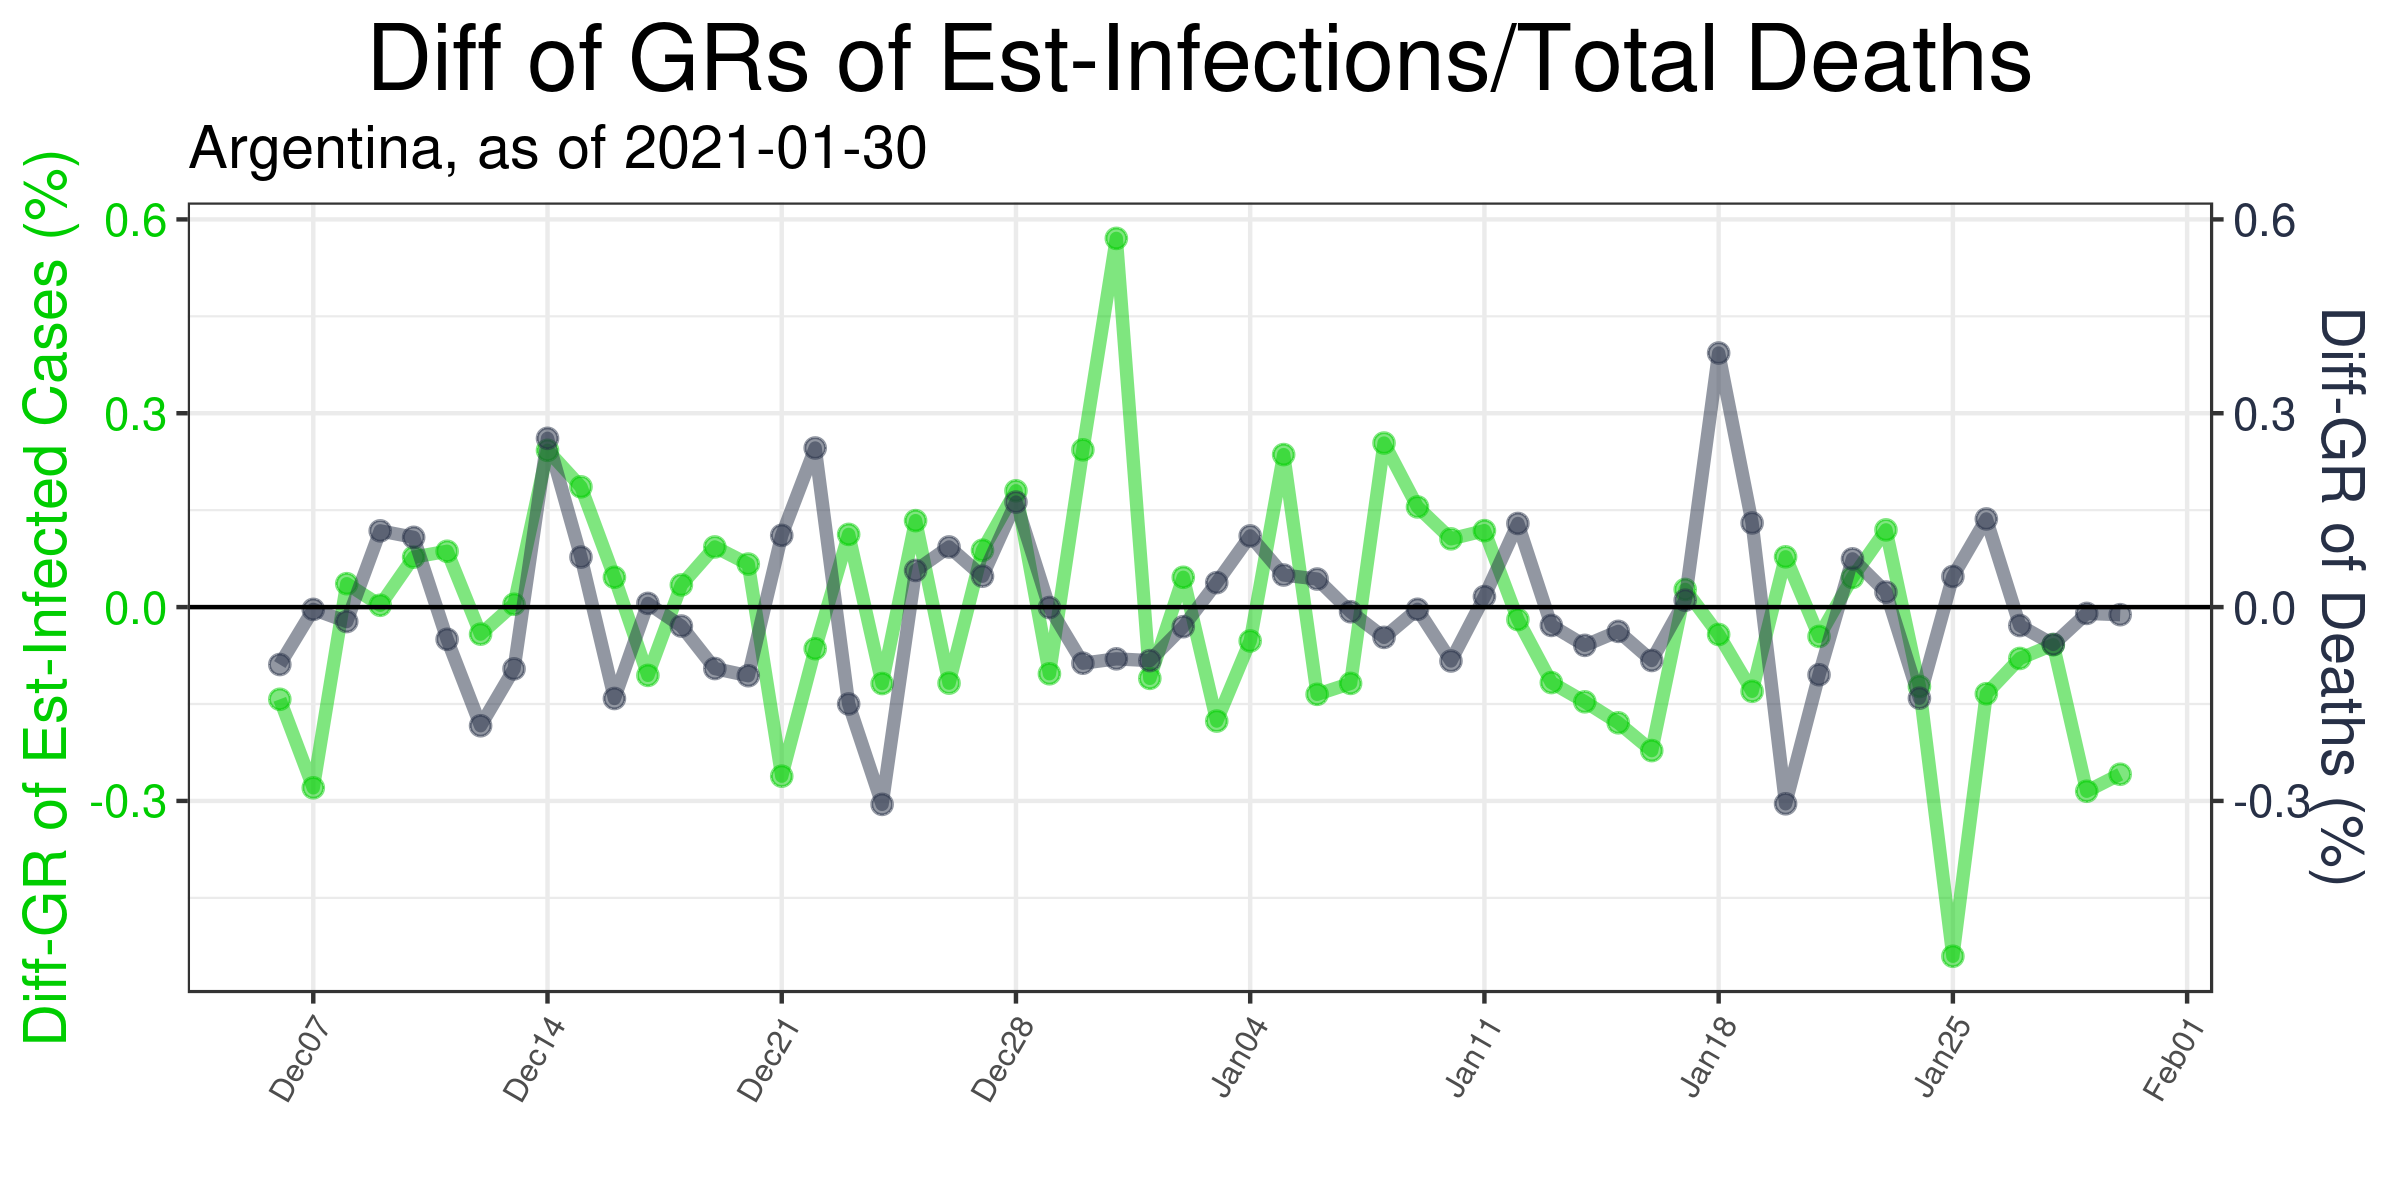 Diff of GRs of Est-Infections/Total Deaths
Argentina, as of 2021-01-30
Diff-GR of Est-Infected Cases (%)
0.6
0.3
0.0
-0.3
0.6
0.3
0.0
-0.3
Diff-GR of Deaths (%)
Dec07
Dec14
Dec21
Dec28
Jan04
Jan11
Jan18
Jan25
Feb01